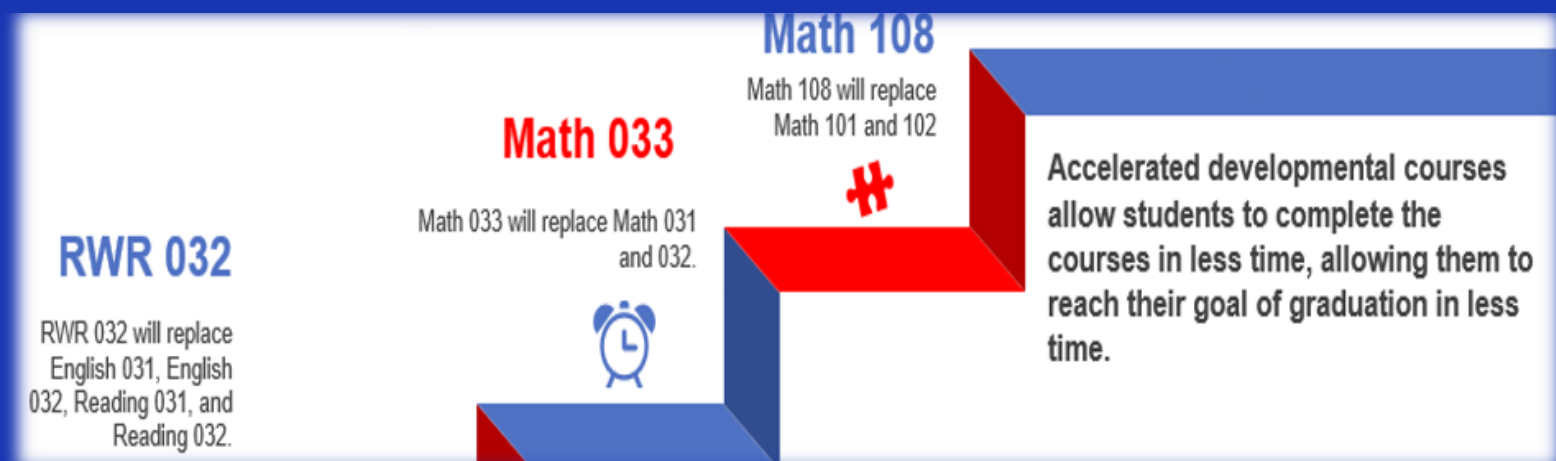 RWR 032
RWR 032 will replace
English 031, English
032, Reading 031, and
Reading 032.
Math 033
Math 033 will replace Math 031
and 032.
Math 108
Math 108 will replace
Math 101 and 102
Accelerated developmental courses
allow students to complete the
courses in less time, allowing them to
reach their goal of graduation in less
time.